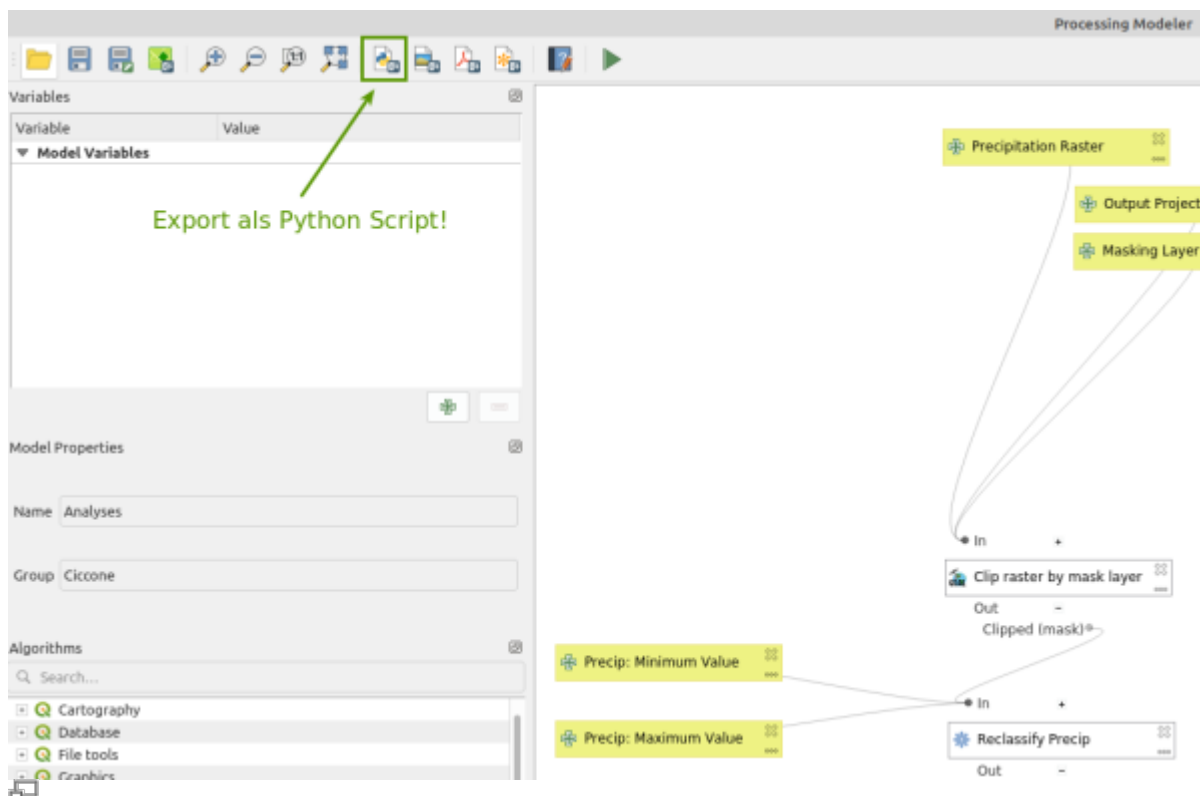 Processing Modeler
Variables
Variable Value
Model Variables
Export als Python Script!
Model Properties
Name Analyses
Group Ciccone
Algorithms
Search...
Cartography
Database
File tools
Graphics
Precipitation Raster
Output Project
Masking Layer
In +
Clip raster by mask layer
Out -
Clipped (mask)
Precip: Minimum Value
Precip: Maximum Value
In +
Reclassify Precip
Out -